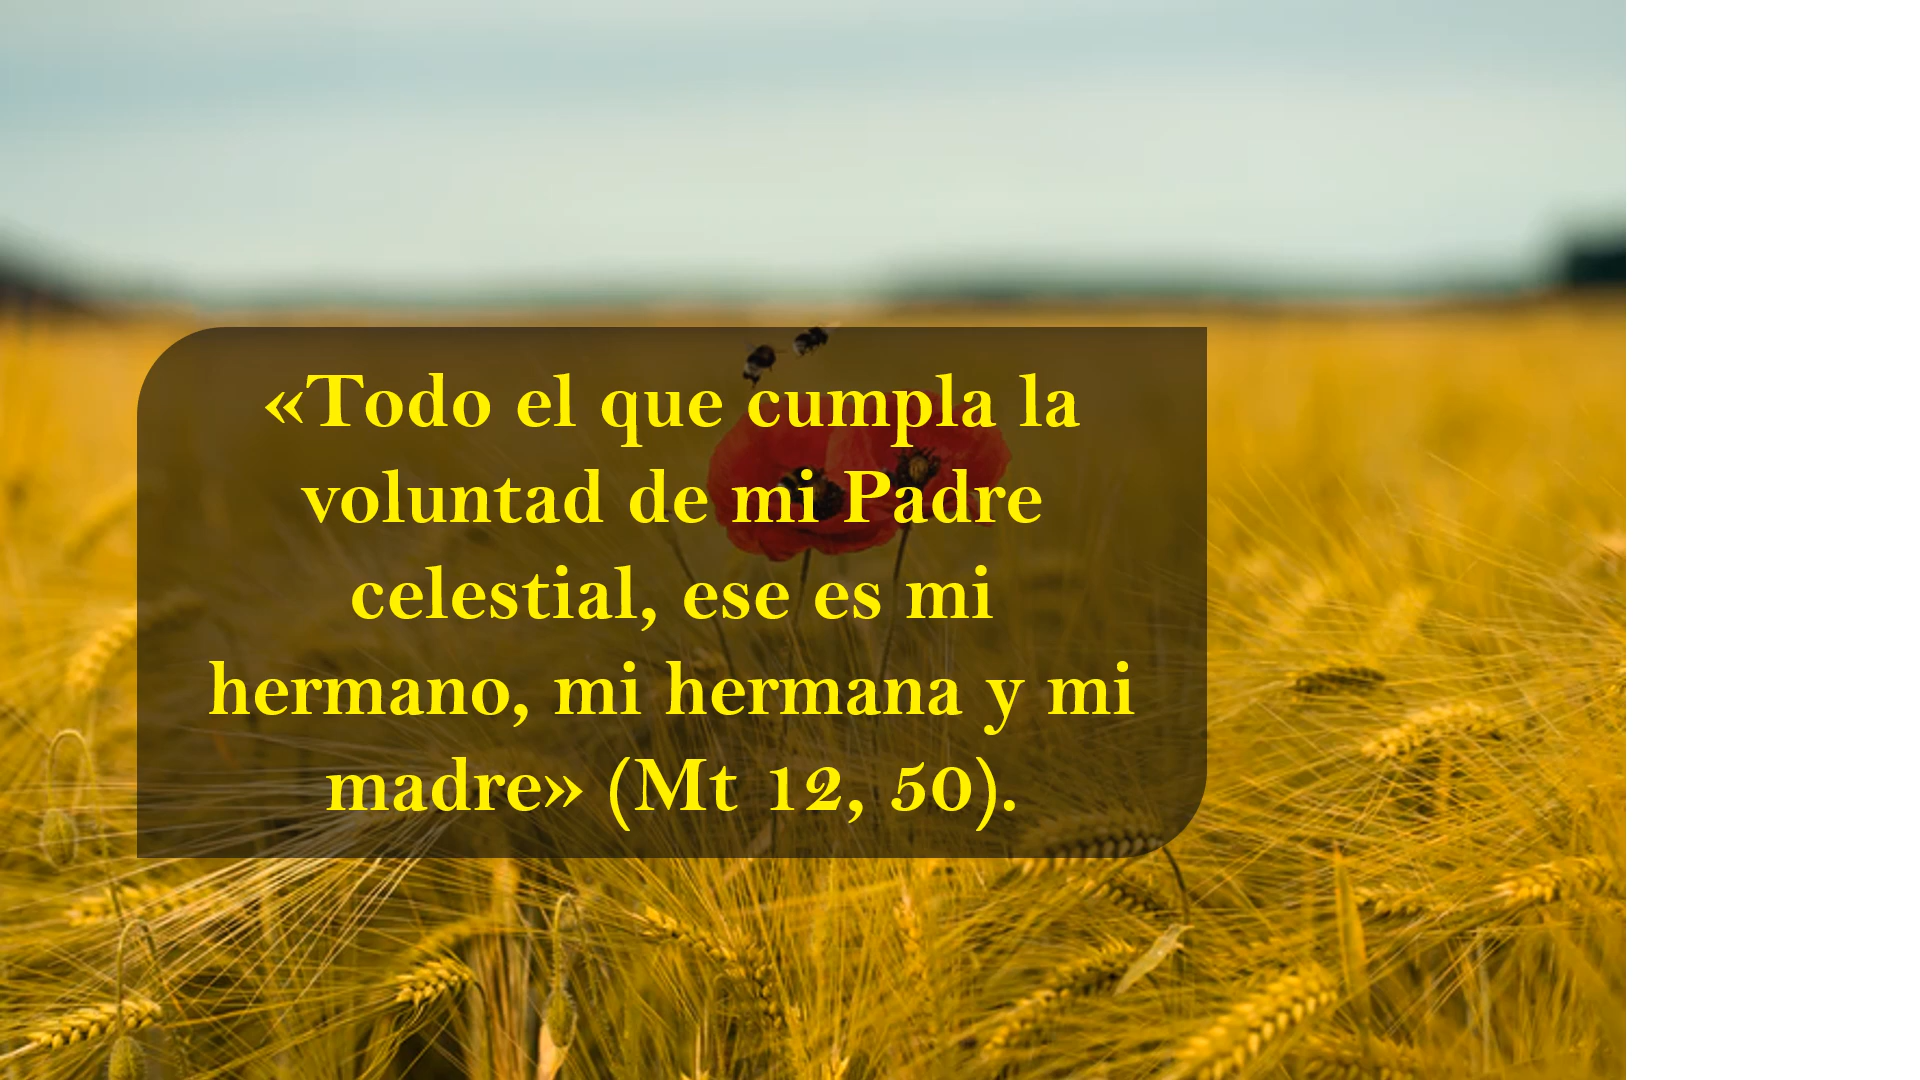 «Todo el que cumpla la
voluntad de mi Padre
celestial, ese es mi
hermano, mi hermana y mi
madre» (Mt 12, 50).